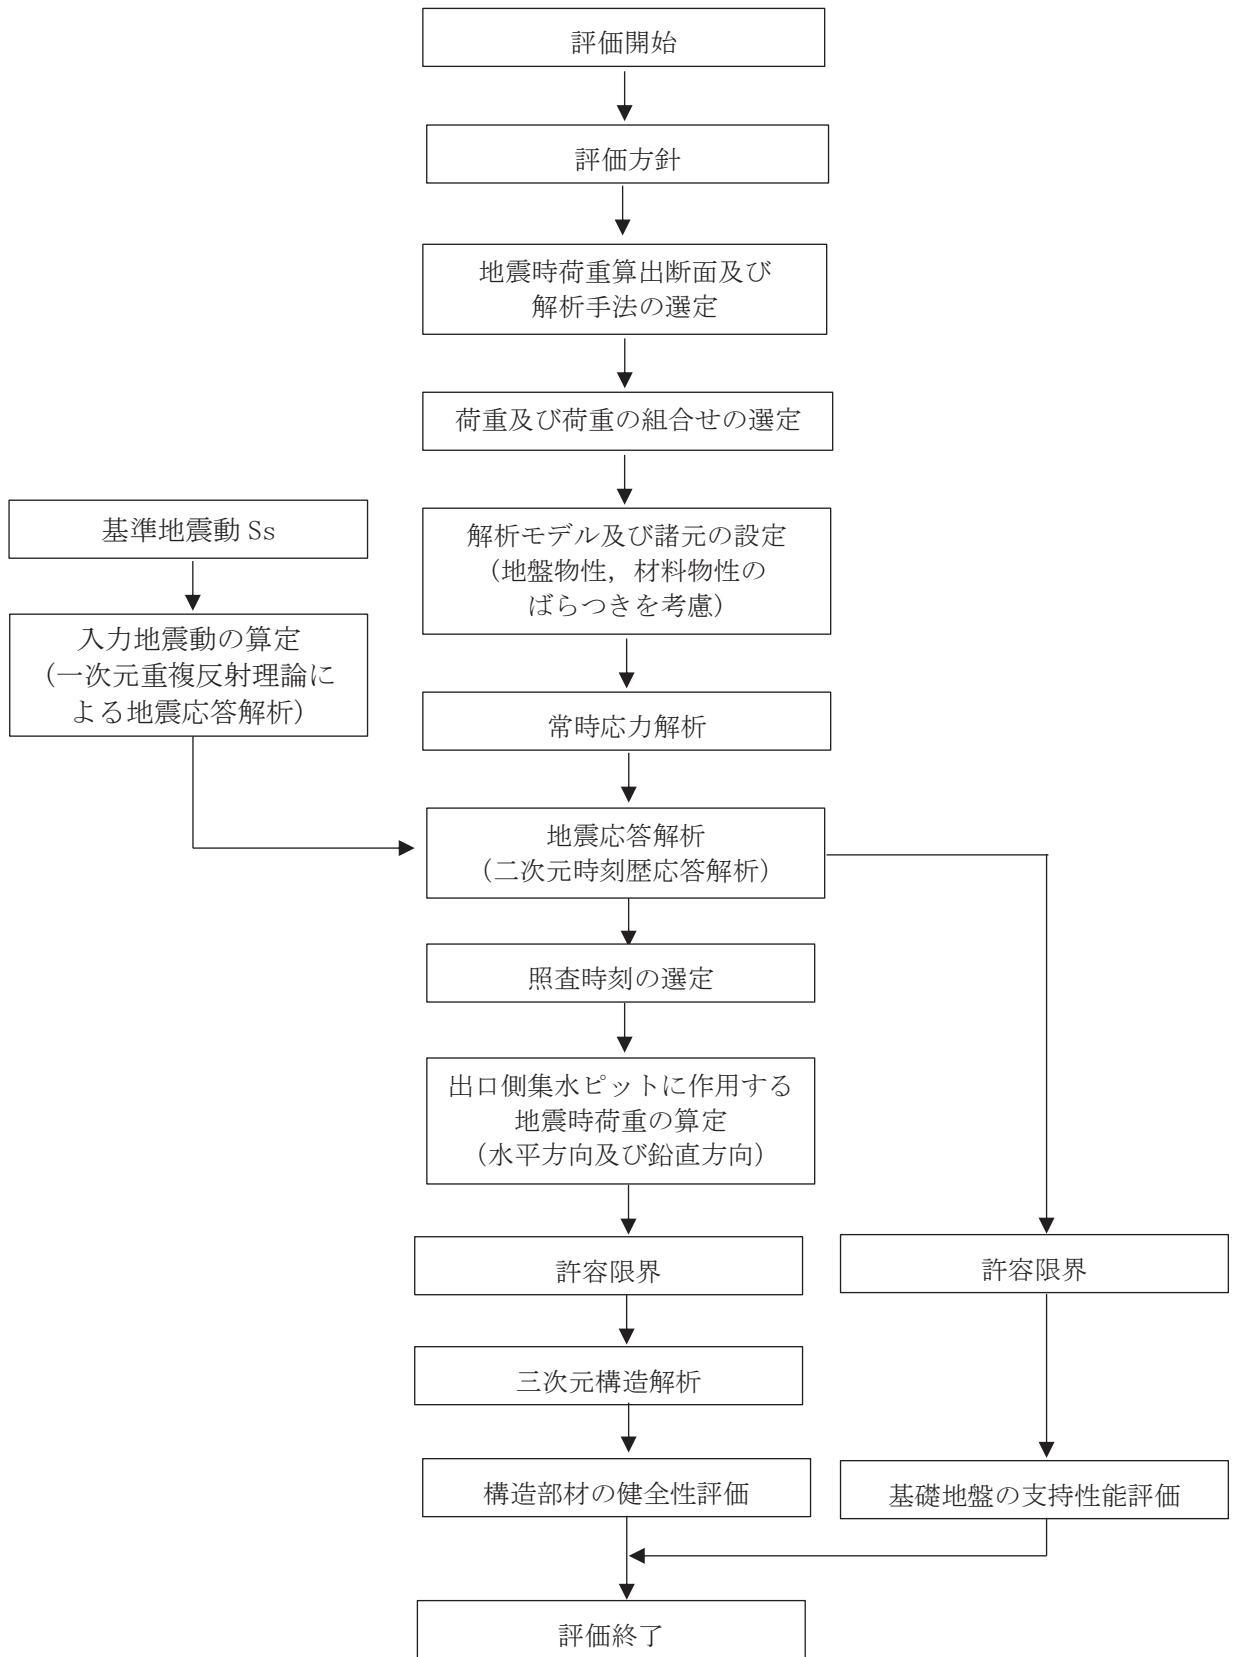 評価開始
評価方針
地震時荷重算出断面及び
解析手法の選定
荷重及び荷重の組合せの選定
基準地震動 Ss
解析モデル及び諸元の設定
（地盤物性，材料物性の
ばらつきを考慮）
入力地震動の算定
（一次元重複反射理論に
よる地震応答解析）
常時応力解析
地震応答解析
（二次元時刻歴応答解析）
照査時刻の選定
出口側集水ピットに作用する
地震時荷重の算定
（水平方向及び鉛直方向）
許容限界
許容限界
三次元構造解析
構造部材の健全性評価
基礎地盤の支持性能評価
評価終了